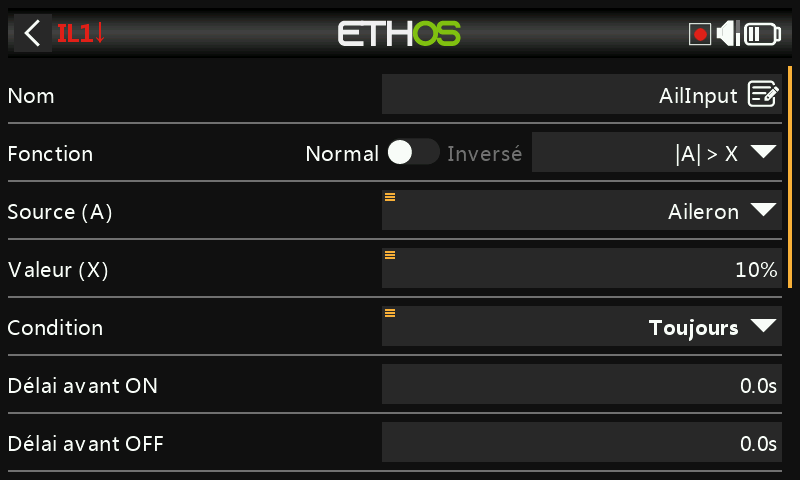 IL1↓ ETHOS
Nom AilInput
Fonction Normal Inversé |A| > X
Source (A) Aileron
Valeur (X) 10%
Condition Toujours
Délai avant ON 0.0s
Délai avant OFF 0.0s